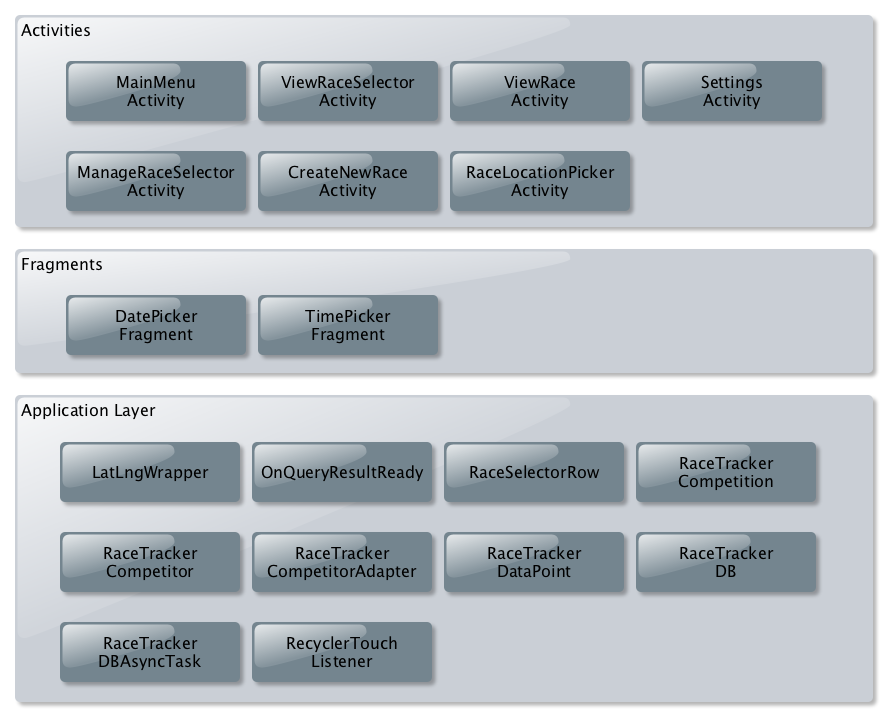 Activities
MainMenu
Activity
ViewRaceSelector
Activity
ViewRace
Activity
Settings
Activity
ManageRaceSelector
Activity
CreateNewRace
Activity
RaceLocationPicker
Activity
Fragments
DatePicker
Fragment
TimePicker
Fragment
Application Layer
LatLngWrapper
OnQueryResultReady
RaceSelectorRow
RaceTracker
Competition
RaceTracker
Competitor
RaceTracker
CompetitorAdapter
RaceTracker
DataPoint
RaceTracker
DB
RaceTracker
DBAsyncTask
RecyclerTouch
Listener